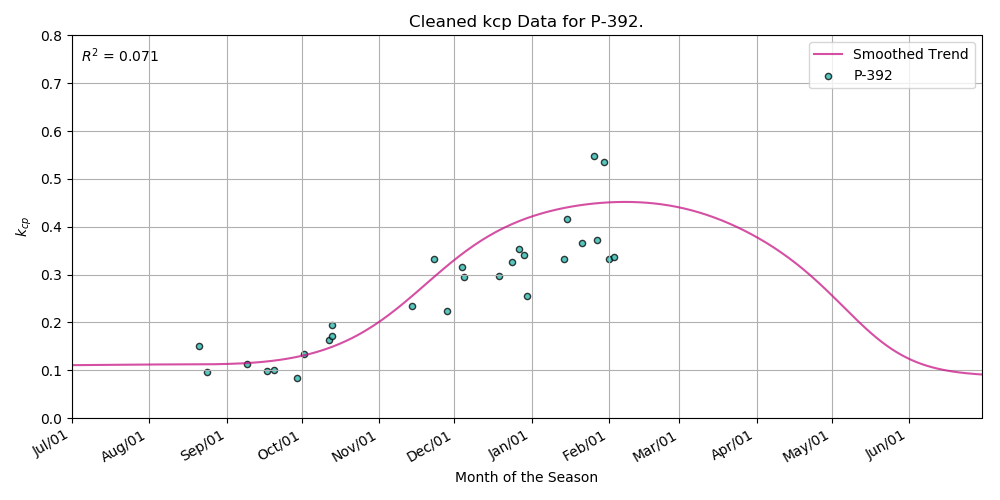 Cleaned kcp Data for P-392.
R² = 0.071
Smoothed Trend
P-392
k_cp
0.8
0.7
0.6
0.5
0.4
0.3
0.2
0.1
0.0
Jul/01 Aug/01 Sep/01 Oct/01 Nov/01 Dec/01 Jan/01 Feb/01 Mar/01 Apr/01 May/01 Jun/01
Month of the Season